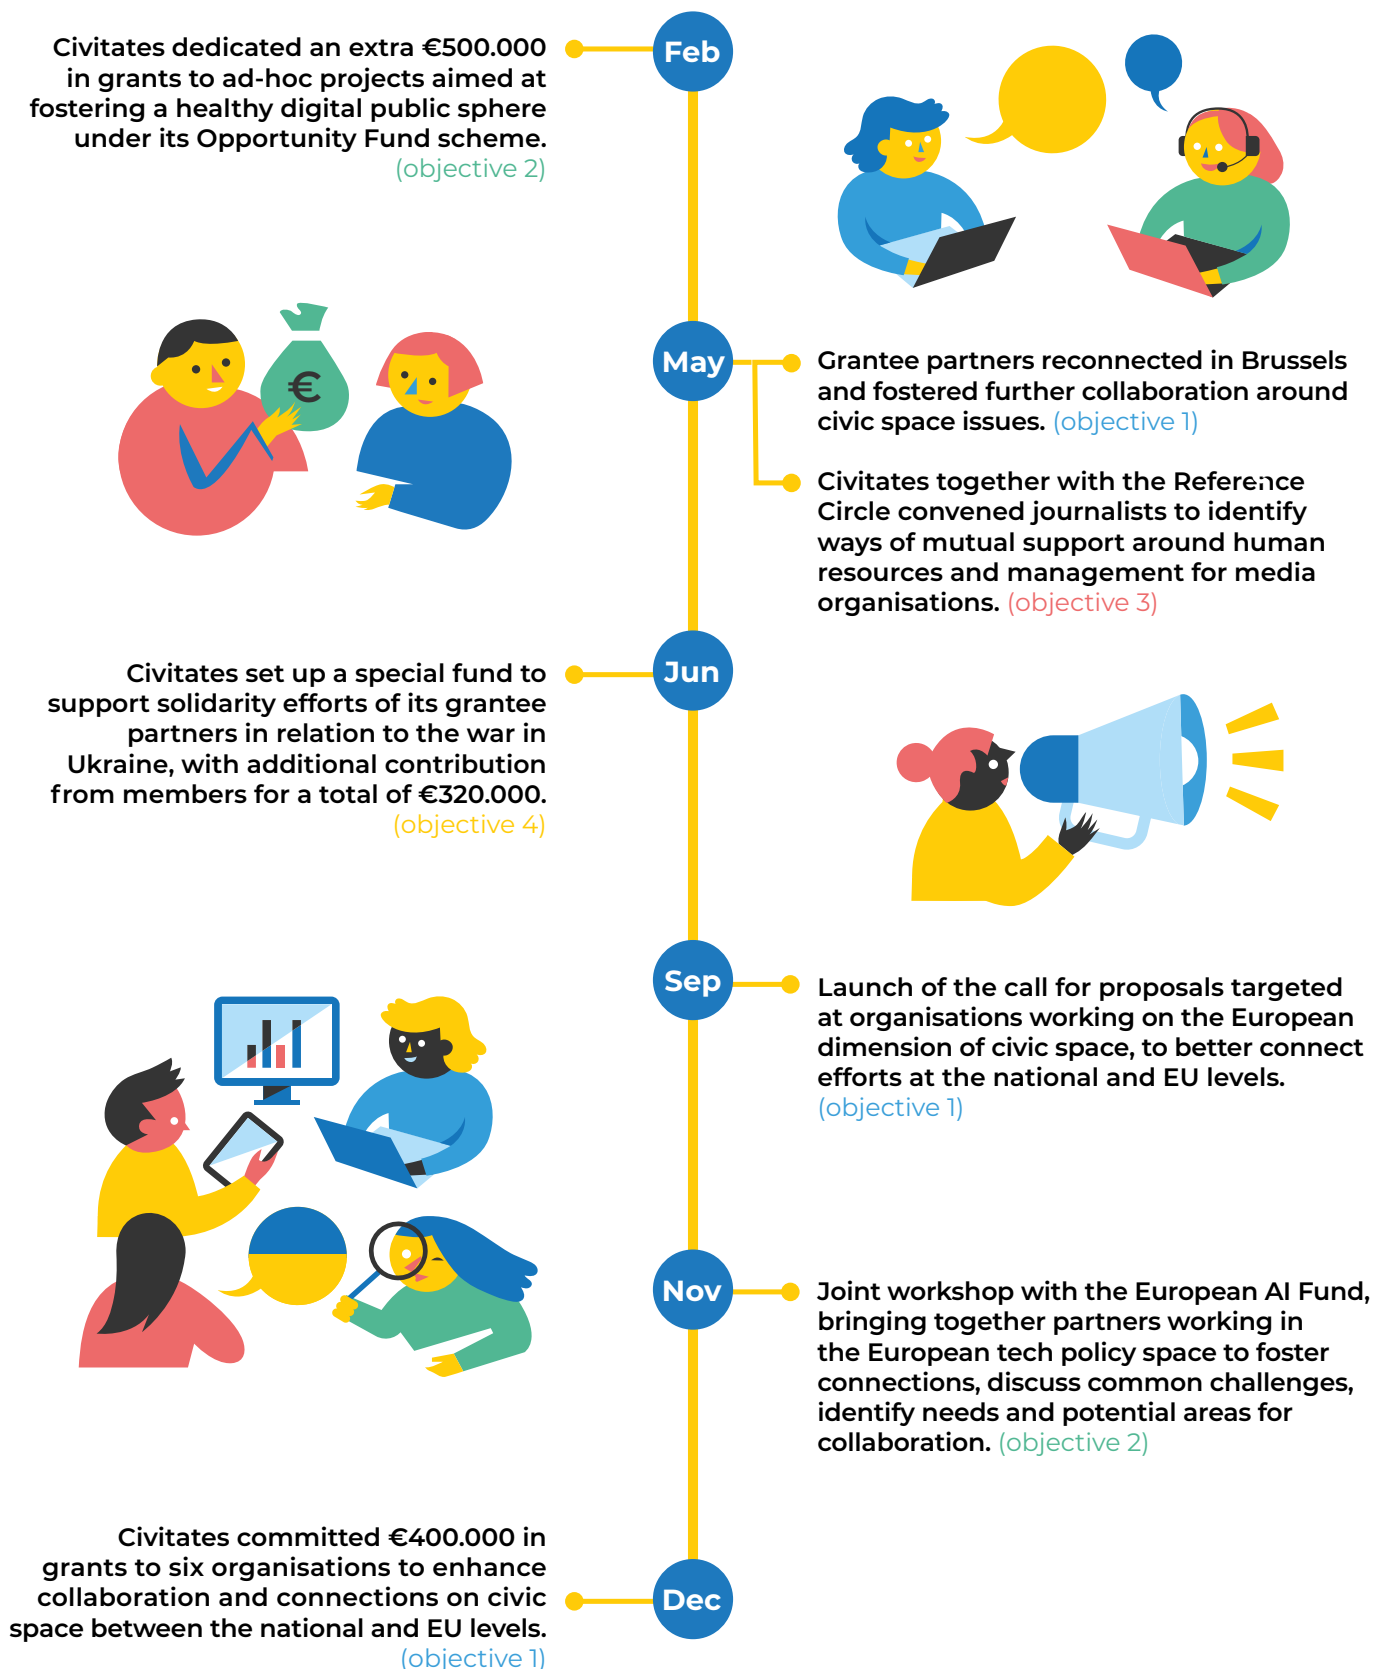 Feb
Civitates dedicated an extra €500.000
in grants to ad-hoc projects aimed at
fostering a healthy digital public sphere
under its Opportunity Fund scheme.
(objective 2)
€
May
Grantee partners reconnected in Brussels
and fostered further collaboration around
civic space issues. (objective 1)
Civitates together with the Reference
Circle convened journalists to identify
ways of mutual support around human
resources and management for media
organisations. (objective 3)
Jun
Civitates set up a special fund to
support solidarity efforts of its grantee
partners in relation to the war in
Ukraine, with additional contribution
from members for a total of €320.000.
(objective 4)
Sep
Launch of the call for proposals targeted
at organisations working on the European
dimension of civic space, to better connect
efforts at the national and EU levels.
(objective 1)
Nov
Joint workshop with the European AI Fund,
bringing together partners working in
the European tech policy space to foster
connections, discuss common challenges,
identify needs and potential areas for
collaboration. (objective 2)
Dec
Civitates committed €400.000 in
grants to six organisations to enhance
collaboration and connections on civic
space between the national and EU levels.
(objective 1)